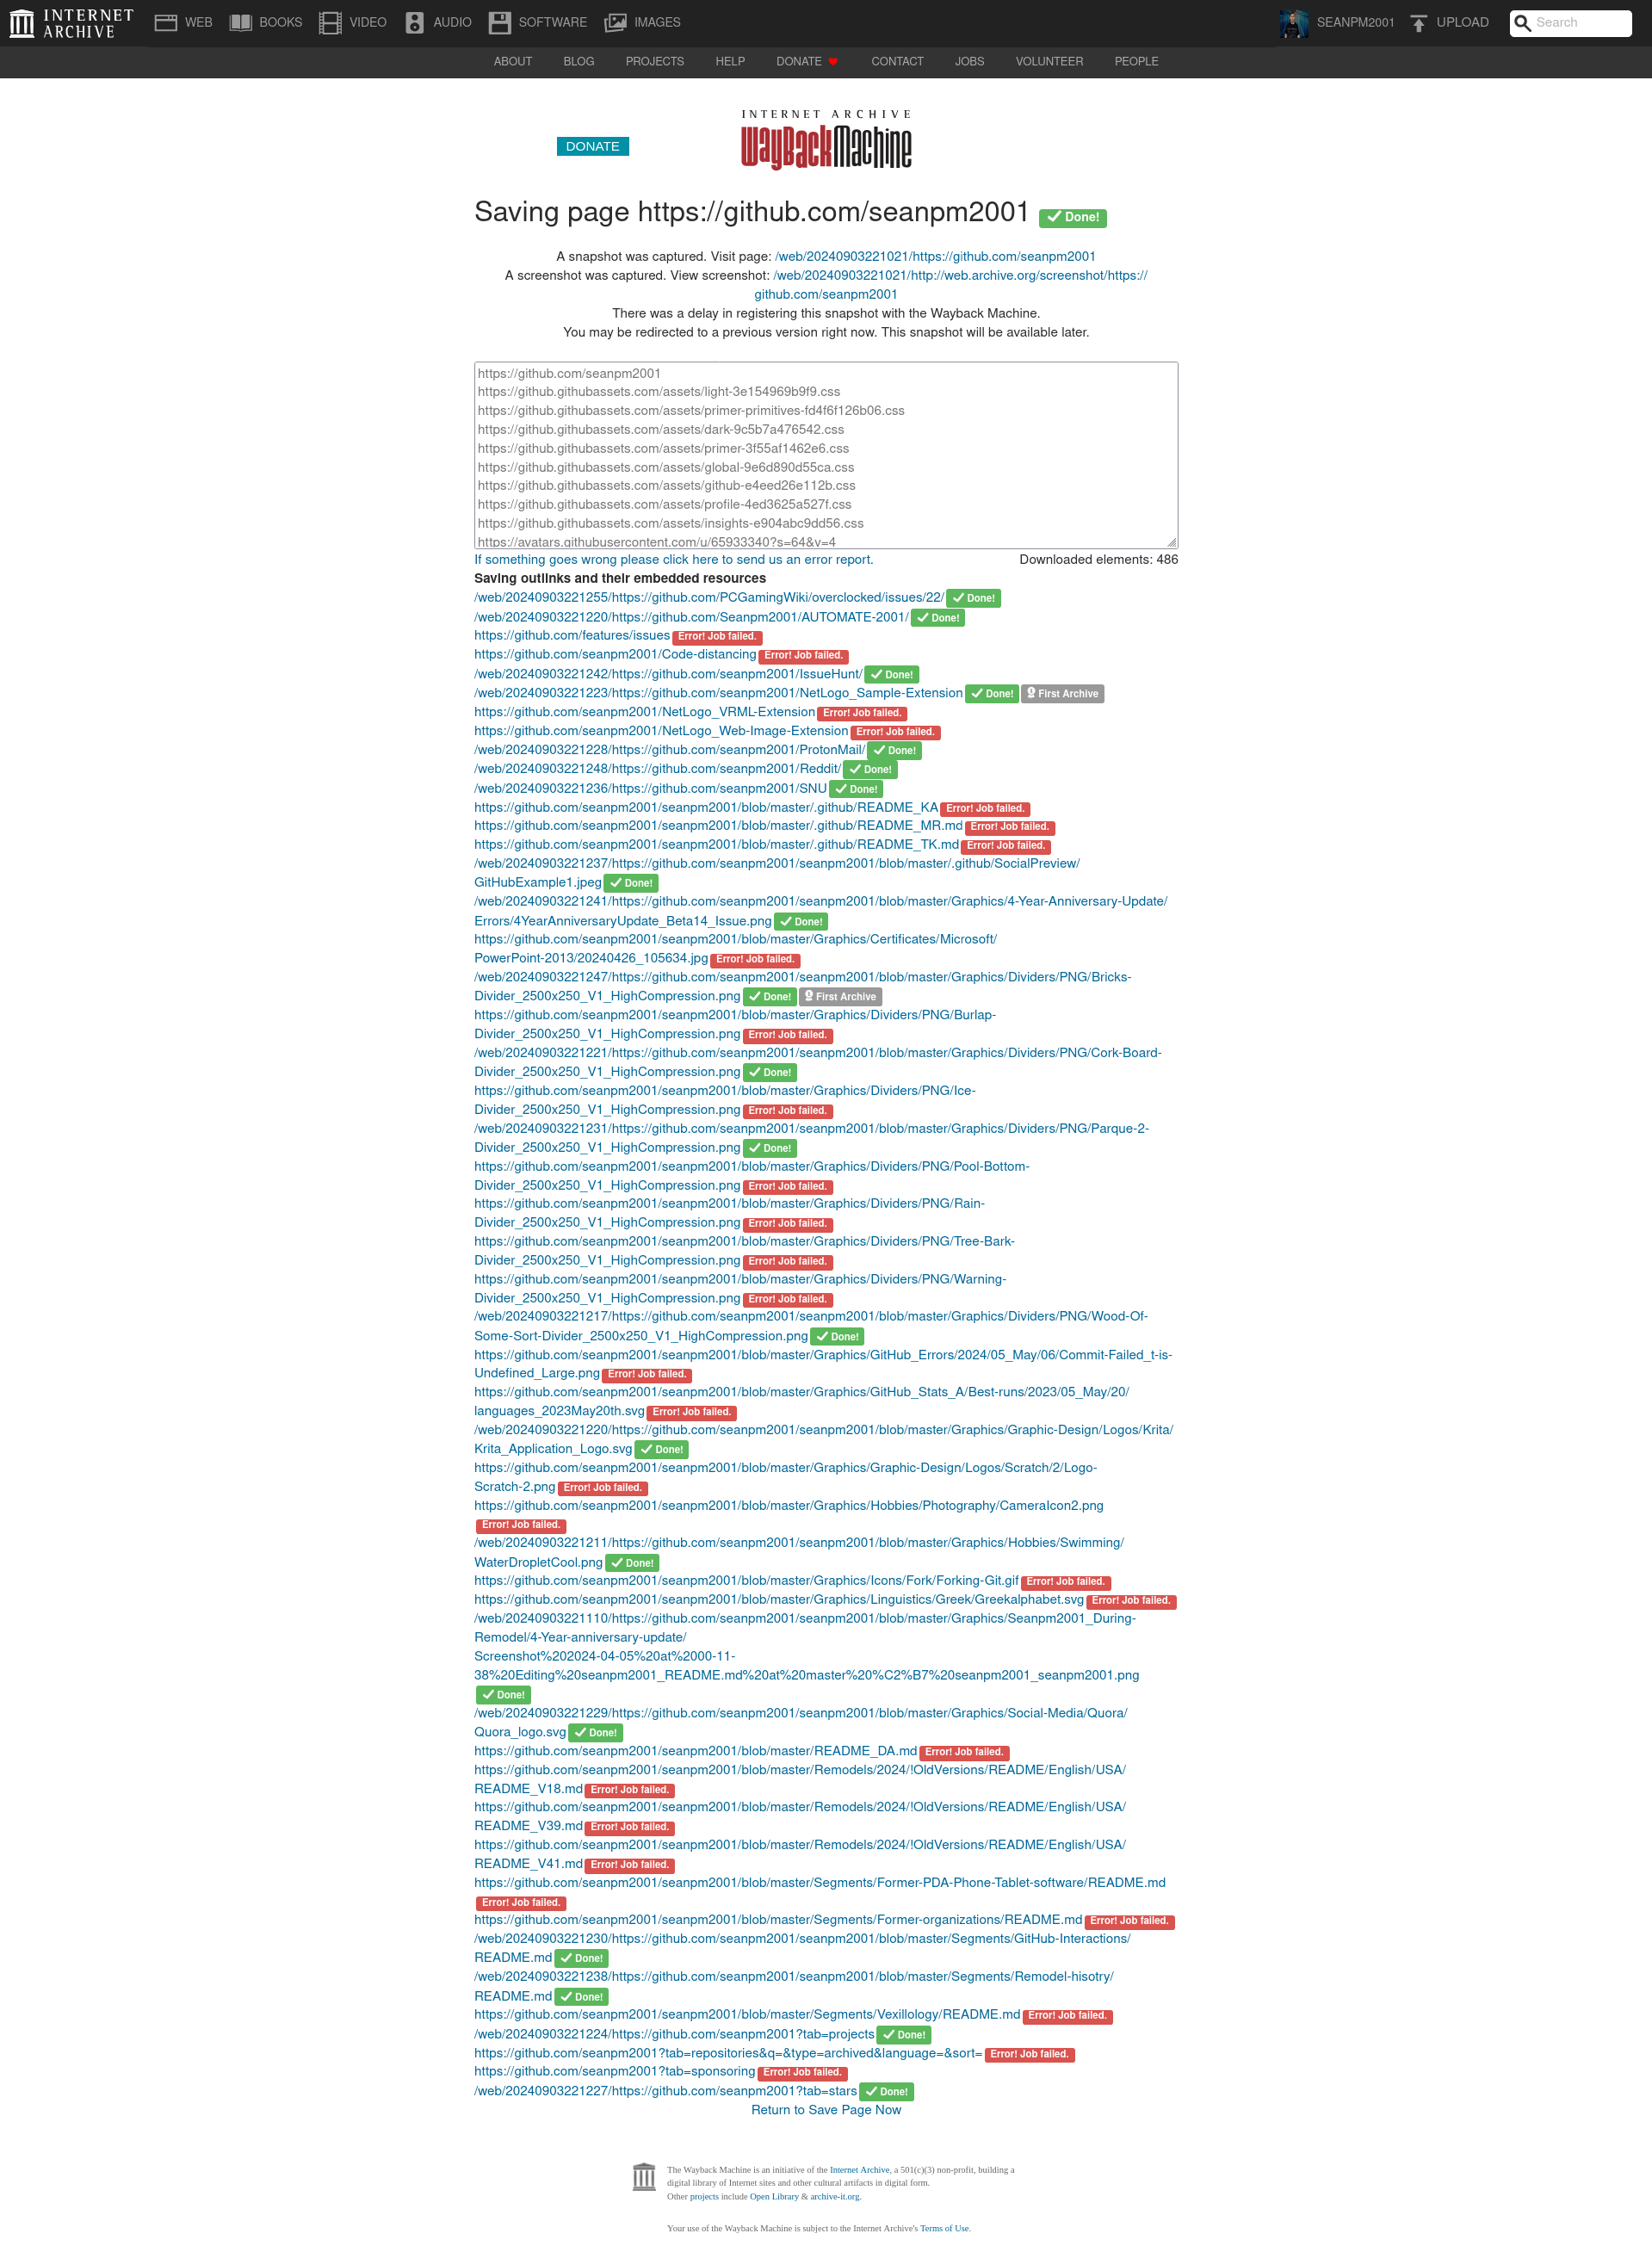 INTERNET ARCHIVE
WEB BOOKS VIDEO AUDIO SOFTWARE IMAGES SEANPM2001 UPLOAD Search
ABOUT BLOG PROJECTS HELP DONATE CONTACT JOBS VOLUNTEER PEOPLE
INTERNET ARCHIVE
DONATE WayBackMachine
Saving page https://github.com/seanpm2001 Done!
A snapshot was captured. Visit page: /web/20240903221021/https://github.com/seanpm2001
A screenshot was captured. View screenshot: /web/20240903221021/http://web.archive.org/screenshot/https://
github.com/seanpm2001
There was a delay in registering this snapshot with the Wayback Machine.
You may be redirected to a previous version right now. This snapshot will be available later.
https://github.com/seanpm2001
https://github.githubassets.com/assets/light-3e154969b9f9.css
https://github.githubassets.com/assets/primer-primitives-fd4f6f126b06.css
https://github.githubassets.com/assets/dark-9c5b7a476542.css
https://github.githubassets.com/assets/primer-3f55af1462e6.css
https://github.githubassets.com/assets/global-9e6d890d55ca.css
https://github.githubassets.com/assets/github-e4eed26e112b.css
https://github.githubassets.com/assets/profile-4ed3625a527f.css
https://github.githubassets.com/assets/insights-e904abc9dd56.css
https://avatars.githubusercontent.com/u/65933340?s=64&v=4
If something goes wrong please click here to send us an error report. Downloaded elements: 486
Saving outlinks and their embedded resources
/web/20240903221255/https://github.com/PCGamingWiki/overclocked/issues/22/ Done!
/web/20240903221220/https://github.com/Seanpm2001/AUTOMATE-2001/ Done!
https://github.com/features/issues Error! Job failed.
https://github.com/seanpm2001/Code-distancing Error! Job failed.
/web/20240903221242/https://github.com/seanpm2001/IssueHunt/ Done!
/web/20240903221223/https://github.com/seanpm2001/NetLogo_Sample-Extension Done! First Archive
https://github.com/seanpm2001/NetLogo_VRML-Extension Error! Job failed.
https://github.com/seanpm2001/NetLogo_Web-Image-Extension Error! Job failed.
/web/20240903221228/https://github.com/seanpm2001/ProtonMail/ Done!
/web/20240903221248/https://github.com/seanpm2001/Reddit/ Done!
/web/20240903221236/https://github.com/seanpm2001/SNU Done!
https://github.com/seanpm2001/seanpm2001/blob/master/.github/README_KA Error! Job failed.
https://github.com/seanpm2001/seanpm2001/blob/master/.github/README_MR.md Error! Job failed.
https://github.com/seanpm2001/seanpm2001/blob/master/.github/README_TK.md Error! Job failed.
/web/20240903221237/https://github.com/seanpm2001/seanpm2001/blob/master/.github/SocialPreview/
GitHubExample1.jpeg Done!
/web/20240903221241/https://github.com/seanpm2001/seanpm2001/blob/master/Graphics/4-Year-Anniversary-Update/
Errors/4YearAnniversaryUpdate_Beta14_Issue.png Done!
https://github.com/seanpm2001/seanpm2001/blob/master/Graphics/Certificates/Microsoft/
PowerPoint-2013/20240426_105634.jpg Error! Job failed.
/web/20240903221247/https://github.com/seanpm2001/seanpm2001/blob/master/Graphics/Dividers/PNG/Bricks-
Divider_2500x250_V1_HighCompression.png Done! First Archive
https://github.com/seanpm2001/seanpm2001/blob/master/Graphics/Dividers/PNG/Burlap-
Divider_2500x250_V1_HighCompression.png Error! Job failed.
/web/20240903221221/https://github.com/seanpm2001/seanpm2001/blob/master/Graphics/Dividers/PNG/Cork-Board-
Divider_2500x250_V1_HighCompression.png Done!
https://github.com/seanpm2001/seanpm2001/blob/master/Graphics/Dividers/PNG/Ice-
Divider_2500x250_V1_HighCompression.png Error! Job failed.
/web/20240903221231/https://github.com/seanpm2001/seanpm2001/blob/master/Graphics/Dividers/PNG/Parque-2-
Divider_2500x250_V1_HighCompression.png Done!
https://github.com/seanpm2001/seanpm2001/blob/master/Graphics/Dividers/PNG/Pool-Bottom-
Divider_2500x250_V1_HighCompression.png Error! Job failed.
https://github.com/seanpm2001/seanpm2001/blob/master/Graphics/Dividers/PNG/Rain-
Divider_2500x250_V1_HighCompression.png Error! Job failed.
https://github.com/seanpm2001/seanpm2001/blob/master/Graphics/Dividers/PNG/Tree-Bark-
Divider_2500x250_V1_HighCompression.png Error! Job failed.
https://github.com/seanpm2001/seanpm2001/blob/master/Graphics/Dividers/PNG/Warning-
Divider_2500x250_V1_HighCompression.png Error! Job failed.
/web/20240903221217/https://github.com/seanpm2001/seanpm2001/blob/master/Graphics/Dividers/PNG/Wood-Of-
Some-Sort-Divider_2500x250_V1_HighCompression.png Done!
https://github.com/seanpm2001/seanpm2001/blob/master/Graphics/GitHub_Errors/2024/05_May/06/Commit-Failed_t-is-
Undefined_Large.png Error! Job failed.
https://github.com/seanpm2001/seanpm2001/blob/master/Graphics/GitHub_Stats_A/Best-runs/2023/05_May/20/
languages_2023May20th.svg Error! Job failed.
/web/20240903221220/https://github.com/seanpm2001/seanpm2001/blob/master/Graphics/Graphic-Design/Logos/Krita/
Krita_Application_Logo.svg Done!
https://github.com/seanpm2001/seanpm2001/blob/master/Graphics/Graphic-Design/Logos/Scratch/2/Logo-
Scratch-2.png Error! Job failed.
https://github.com/seanpm2001/seanpm2001/blob/master/Graphics/Hobbies/Photography/CameraIcon2.png
Error! Job failed.
/web/20240903221211/https://github.com/seanpm2001/seanpm2001/blob/master/Graphics/Hobbies/Swimming/
WaterDropletCool.png Done!
https://github.com/seanpm2001/seanpm2001/blob/master/Graphics/Icons/Fork/Forking-Git.gif Error! Job failed.
https://github.com/seanpm2001/seanpm2001/blob/master/Graphics/Linguistics/Greek/Greekalphabet.svg Error! Job failed.
/web/20240903221110/https://github.com/seanpm2001/seanpm2001/blob/master/Graphics/Seanpm2001_During-
Remodel/4-Year-anniversary-update/
Screenshot%202024-04-05%20at%2000-11-
38%20Editing%20seanpm2001_README.md%20at%20master%20%C2%B7%20seanpm2001_seanpm2001.png
Done!
/web/20240903221229/https://github.com/seanpm2001/seanpm2001/blob/master/Graphics/Social-Media/Quora/
Quora_logo.svg Done!
https://github.com/seanpm2001/seanpm2001/blob/master/README_DA.md Error! Job failed.
https://github.com/seanpm2001/seanpm2001/blob/master/Remodels/2024/!OldVersions/README/English/USA/
README_V18.md Error! Job failed.
https://github.com/seanpm2001/seanpm2001/blob/master/Remodels/2024/!OldVersions/README/English/USA/
README_V39.md Error! Job failed.
https://github.com/seanpm2001/seanpm2001/blob/master/Remodels/2024/!OldVersions/README/English/USA/
README_V41.md Error! Job failed.
https://github.com/seanpm2001/seanpm2001/blob/master/Segments/Former-PDA-Phone-Tablet-software/README.md
Error! Job failed.
https://github.com/seanpm2001/seanpm2001/blob/master/Segments/Former-organizations/README.md Error! Job failed.
/web/20240903221230/https://github.com/seanpm2001/seanpm2001/blob/master/Segments/GitHub-Interactions/
README.md Done!
/web/20240903221238/https://github.com/seanpm2001/seanpm2001/blob/master/Segments/Remodel-hisotry/
README.md Done!
https://github.com/seanpm2001/seanpm2001/blob/master/Segments/Vexillology/README.md Error! Job failed.
/web/20240903221224/https://github.com/seanpm2001?tab=projects Done!
https://github.com/seanpm2001?tab=repositories&q=&type=archived&language=&sort= Error! Job failed.
https://github.com/seanpm2001?tab=sponsoring Error! Job failed.
/web/20240903221227/https://github.com/seanpm2001?tab=stars Done!
Return to Save Page Now
The Wayback Machine is an initiative of the Internet Archive, a 501(c)(3) non-profit, building a
digital library of Internet sites and other cultural artifacts in digital form.
Other projects include Open Library & archive-it.org.
Your use of the Wayback Machine is subject to the Internet Archive's Terms of Use.